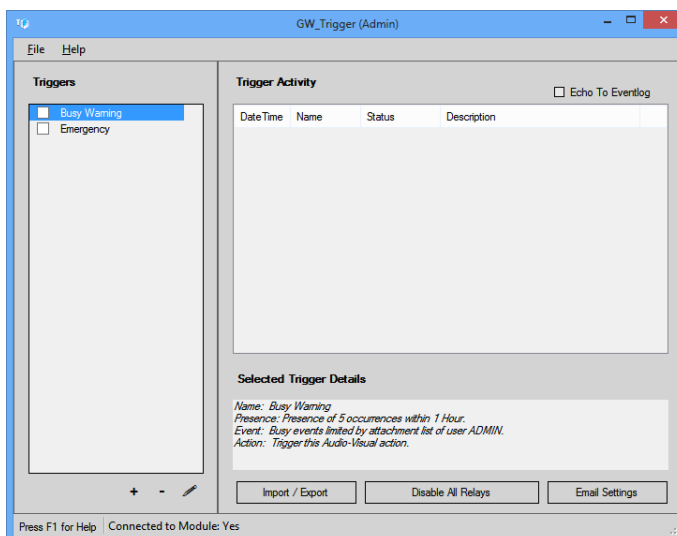 GW_Trigger (Admin)
File Help
Triggers
Busy Warning
Emergency
+ -
Trigger Activity
Echo To Eventlog
DateTime Name Status Description
Selected Trigger Details
Name: Busy Warning
Presence: Presence of 5 occurrences within 1 Hour.
Event: Busy events limited by attachment list of user ADMIN.
Action: Trigger this Audio-Visual action.
Import / Export Disable All Relays Email Settings
Press F1 for Help Connected to Module: Yes